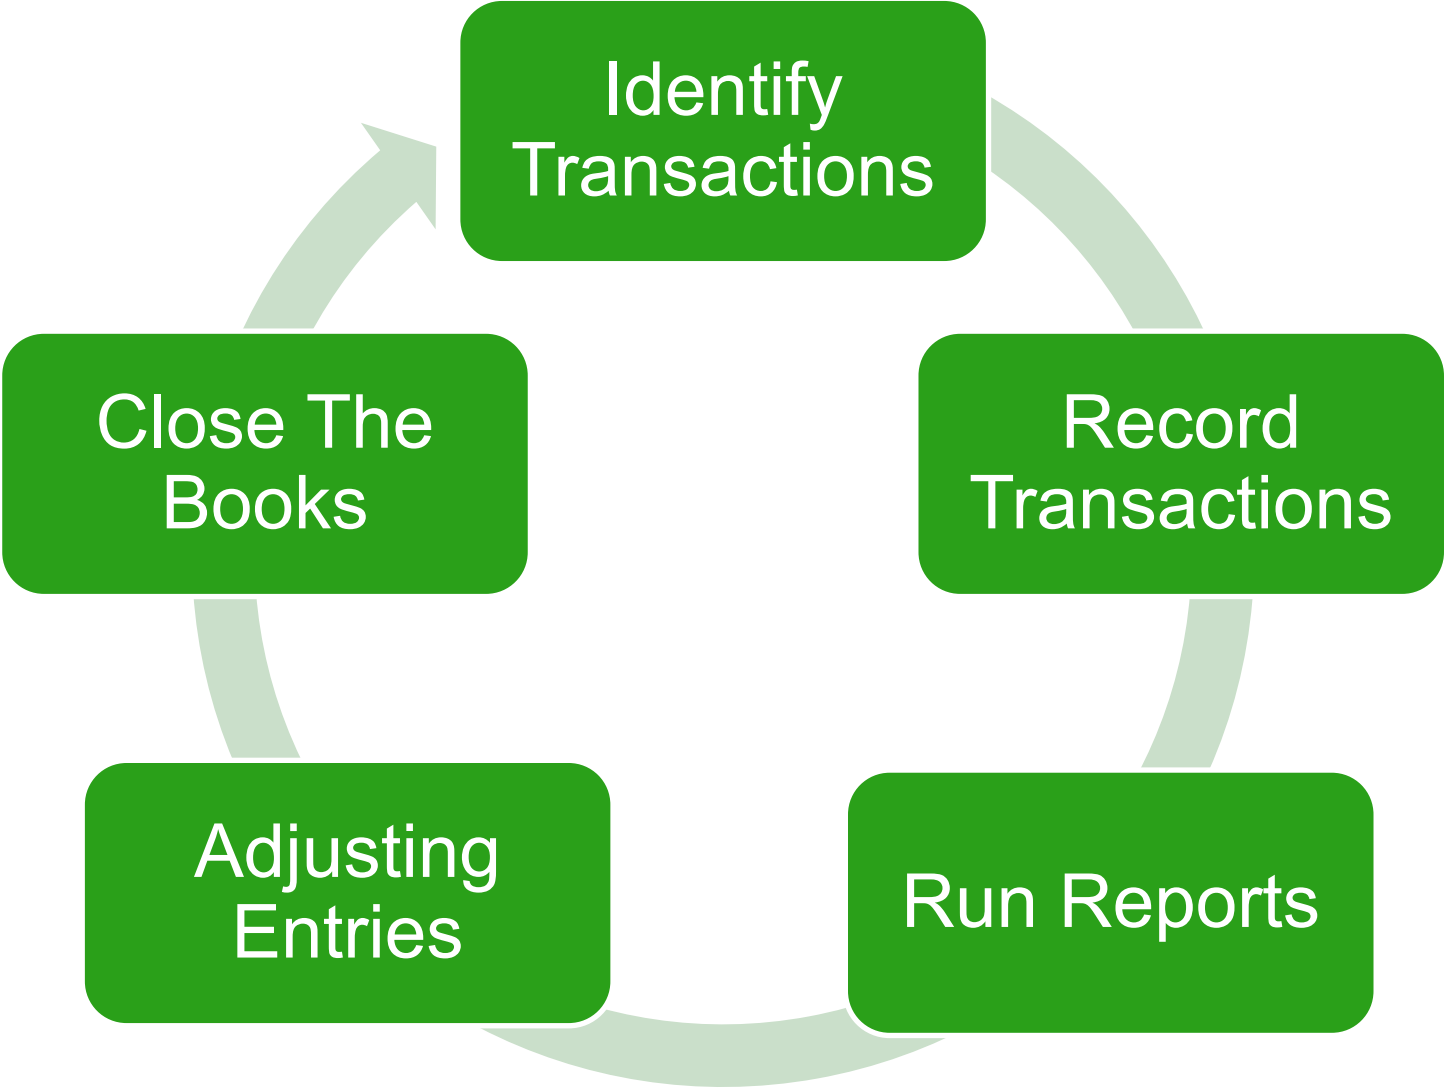 Identify
Transactions
Record
Transactions
Run Reports
Adjusting
Entries
Close The
Books